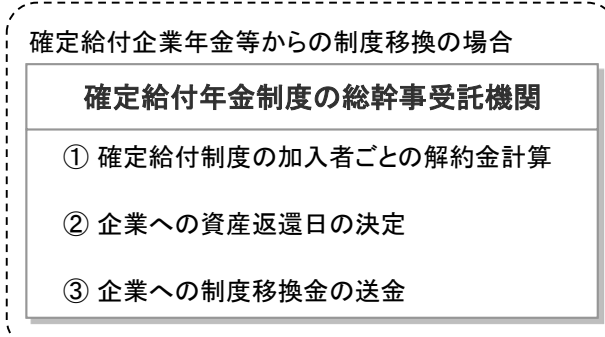 確定給付企業年金等からの制度移換の場合
確定給付年金制度の総幹事受託機関
① 確定給付制度の加入者ごとの解約金計算
② 企業への資産返還日の決定
③ 企業への制度移換金の送金